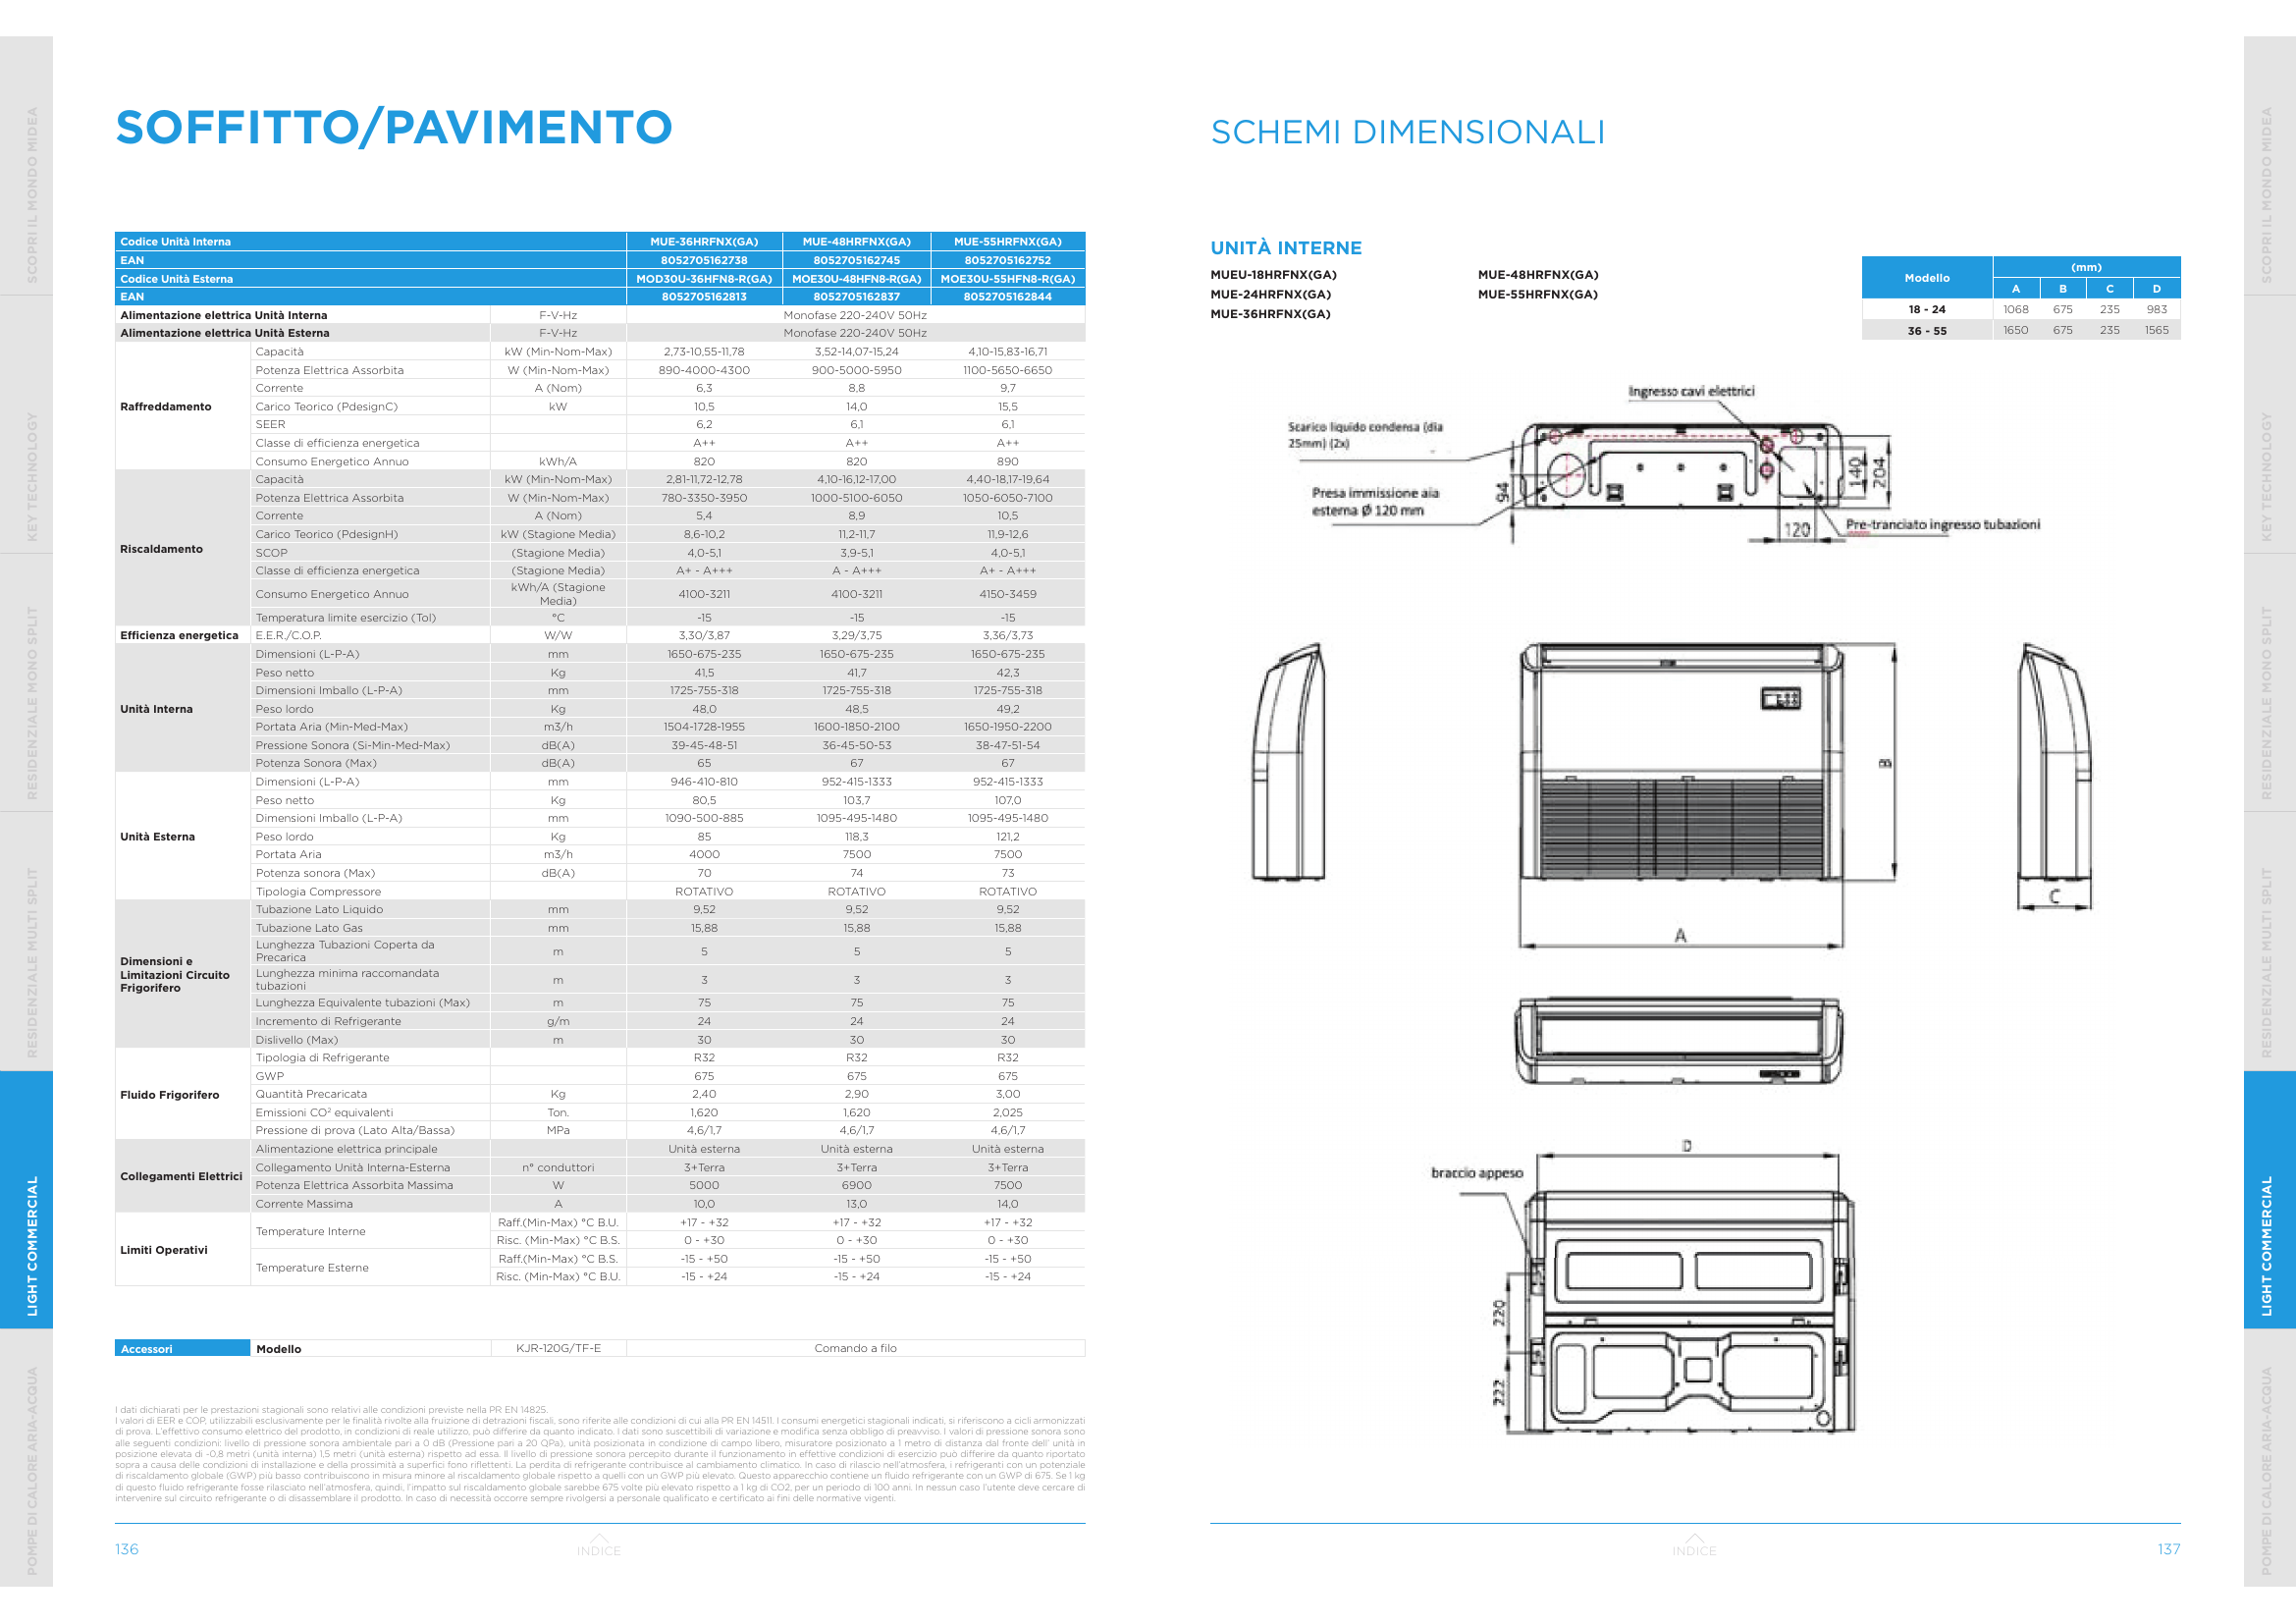 SOFFITTO/PAVIMENTO
Codice Unità Interna MUE-36HRFNX(GA) MUE-48HRFNX(GA) MUE-55HRFNX(GA)
EAN 8052705162738 8052705162745 8052705162752
Codice Unità Esterna MOD30U-36HFN8-R(GA) MOE30U-48HFN8-R(GA) MOE30U-55HFN8-R(GA)
EAN 8052705162813 8052705162837 8052705162844
Alimentazione elettrica Unità Interna F-V-Hz Monofase 220-240V 50Hz
Alimentazione elettrica Unità Esterna F-V-Hz Monofase 220-240V 50Hz
Raffreddamento
Capacità kW (Min-Nom-Max) 2,73-10,55-11,78 3,52-14,07-15,24 4,10-15,83-16,71
Potenza Elettrica Assorbita W (Min-Nom-Max) 890-4000-4300 900-5000-5950 1100-5650-6650
Corrente A (Nom) 6,3 8,8 9,7
Carico Teorico (PdesignC) kW 10,5 14,0 15,5
SEER 6,2 6,1 6,1
Classe di efficienza energetica A++ A++ A++
Consumo Energetico Annuo kWh/A 820 820 890
Riscaldamento
Capacità kW (Min-Nom-Max) 2,81-11,72-12,78 4,10-16,12-17,00 4,40-18,17-19,64
Potenza Elettrica Assorbita W (Min-Nom-Max) 780-3350-3950 1000-5100-6050 1050-6050-7100
Corrente A (Nom) 5,4 8,9 10,5
Carico Teorico (PdesignH) kW (Stagione Media) 8,6-10,2 11,2-11,7 11,9-12,6
SCOP (Stagione Media) 4,0-5,1 3,9-5,1 4,0-5,1
Classe di efficienza energetica (Stagione Media) A+ - A+++ A - A+++ A+ - A+++
Consumo Energetico Annuo kWh/A (Stagione Media) 4100-3211 4100-3211 4150-3459
Temperatura limite esercizio (Tol) °C -15 -15 -15
Efficienza energetica E.E.R./C.O.P. W/W 3,30/3,87 3,29/3,75 3,36/3,73
Unità Interna
Dimensioni (L-P-A) mm 1650-675-235 1650-675-235 1650-675-235
Peso netto Kg 41,5 41,7 42,3
Dimensioni Imballo (L-P-A) mm 1725-755-318 1725-755-318 1725-755-318
Peso lordo Kg 48,0 48,5 49,2
Portata Aria (Min-Med-Max) m3/h 1504-1728-1955 1600-1850-2100 1650-1950-2200
Pressione Sonora (Si-Min-Med-Max) dB(A) 39-45-48-51 36-45-50-53 38-47-51-54
Potenza Sonora (Max) dB(A) 65 67 67
Unità Esterna
Dimensioni (L-P-A) mm 946-410-810 952-415-1333 952-415-1333
Peso netto Kg 80,5 103,7 107,0
Dimensioni Imballo (L-P-A) mm 1090-500-885 1095-495-1480 1095-495-1480
Peso lordo Kg 85 118,3 121,2
Portata Aria m3/h 4000 7500 7500
Potenza sonora (Max) dB(A) 70 74 73
Tipologia Compressore ROTATIVO ROTATIVO ROTATIVO
Dimensioni e Limitazioni Circuito Frigorifero
Tubazione Lato Liquido mm 9,52 9,52 9,52
Tubazione Lato Gas mm 15,88 15,88 15,88
Lunghezza Tubazioni Coperta da Precarica m 5 5 5
Lunghezza minima raccomandata tubazioni m 3 3 3
Lunghezza Equivalente tubazioni (Max) m 75 75 75
Incremento di Refrigerante g/m 24 24 24
Dislivello (Max) m 30 30 30
Fluido Frigorifero
Tipologia di Refrigerante R32 R32 R32
GWP 675 675 675
Quantità Precaricata Kg 2,40 2,90 3,00
Emissioni CO² equivalenti Ton. 1,620 1,620 2,025
Pressione di prova (Lato Alta/Bassa) MPa 4,6/1,7 4,6/1,7 4,6/1,7
Collegamenti Elettrici
Alimentazione elettrica principale Unità esterna Unità esterna Unità esterna
Collegamento Unità Interna-Esterna n° conduttori 3+Terra 3+Terra 3+Terra
Potenza Elettrica Assorbita Massima W 5000 6900 7500
Corrente Massima A 10,0 13,0 14,0
Limiti Operativi
Temperature Interne
Raff.(Min-Max) °C B.U. +17 - +32 +17 - +32 +17 - +32
Risc. (Min-Max) °C B.S. 0 - +30 0 - +30 0 - +30
Temperature Esterne
Raff.(Min-Max) °C B.S. -15 - +50 -15 - +50 -15 - +50
Risc. (Min-Max) °C B.U. -15 - +24 -15 - +24 -15 - +24
Accessori Modello KJR-120G/TF-E Comando a filo
I dati dichiarati per le prestazioni stagionali sono relativi alle condizioni previste nella PR EN 14825.
I valori di EER e COP, utilizzabili esclusivamente per le finalità rivolte alla fruizione di detrazioni fiscali, sono riferite alle condizioni di cui alla PR EN 14511. I consumi energetici stagionali indicati, si riferiscono a cicli armonizzati
di prova. L'effettivo consumo elettrico del prodotto, in condizioni di reale utilizzo, può differire da quanto indicato. I dati sono suscettibili di variazione e modifica senza obbligo di preavviso. I valori di pressione sonora sono
alle seguenti condizioni: livello di pressione sonora ambientale pari a 0 dB (Pressione pari a 20 QPa), unità posizionata in condizione di campo libero, misuratore posizionato a 1 metro di distanza dal fronte dell' unità in
posizione elevata di -0,8 metri (unità interna) 1,5 metri (unità esterna) rispetto ad essa. Il livello di pressione sonora percepito durante il funzionamento in effettive condizioni di esercizio può differire da quanto riportato
sopra a causa delle condizioni di installazione e della prossimità a superfici fono riflettenti. La perdita di refrigerante contribuisce al cambiamento climatico. In caso di rilascio nell'atmosfera, i refrigeranti con un potenziale
di riscaldamento globale (GWP) più basso contribuiscono in misura minore al riscaldamento globale rispetto a quelli con un GWP più elevato. Questo apparecchio contiene un fluido refrigerante con un GWP di 675. Se 1 kg
di questo fluido refrigerante fosse rilasciato nell'atmosfera, quindi, l'impatto sul riscaldamento globale sarebbe 675 volte più elevato rispetto a 1 kg di CO2, per un periodo di 100 anni. In nessun caso l'utente deve cercare di
intervenire sul circuito refrigerante o di disassemblare il prodotto. In caso di necessità occorre sempre rivolgersi a personale qualificato e certificato ai fini delle normative vigenti.
136
INDICE
SCOPRI IL MONDO MIDEA
KEY TECHNOLOGY
RESIDENZIALE MONO SPLIT
RESIDENZIALE MULTI SPLIT
LIGHT COMMERCIAL
POMPE DI CALORE ARIA-ACQUA
SCHEMI DIMENSIONALI
UNITÀ INTERNE
MUEU-18HRFNX(GA) MUE-48HRFNX(GA)
MUE-24HRFNX(GA) MUE-55HRFNX(GA)
MUE-36HRFNX(GA)
Modello (mm)
A B C D
18 - 24 1068 675 235 983
36 - 55 1650 675 235 1565
Ingresso cavi elettrici
Scarico liquido condensa (dia
25mm) (2x)
Presa immissione aia
esterna Ø 120 mm
94
140
204
120
Pre-tranciato ingresso tubazioni
B
A
C
D
braccio appeso
220
222
INDICE
137
SCOPRI IL MONDO MIDEA
KEY TECHNOLOGY
RESIDENZIALE MONO SPLIT
RESIDENZIALE MULTI SPLIT
LIGHT COMMERCIAL
POMPE DI CALORE ARIA-ACQUA